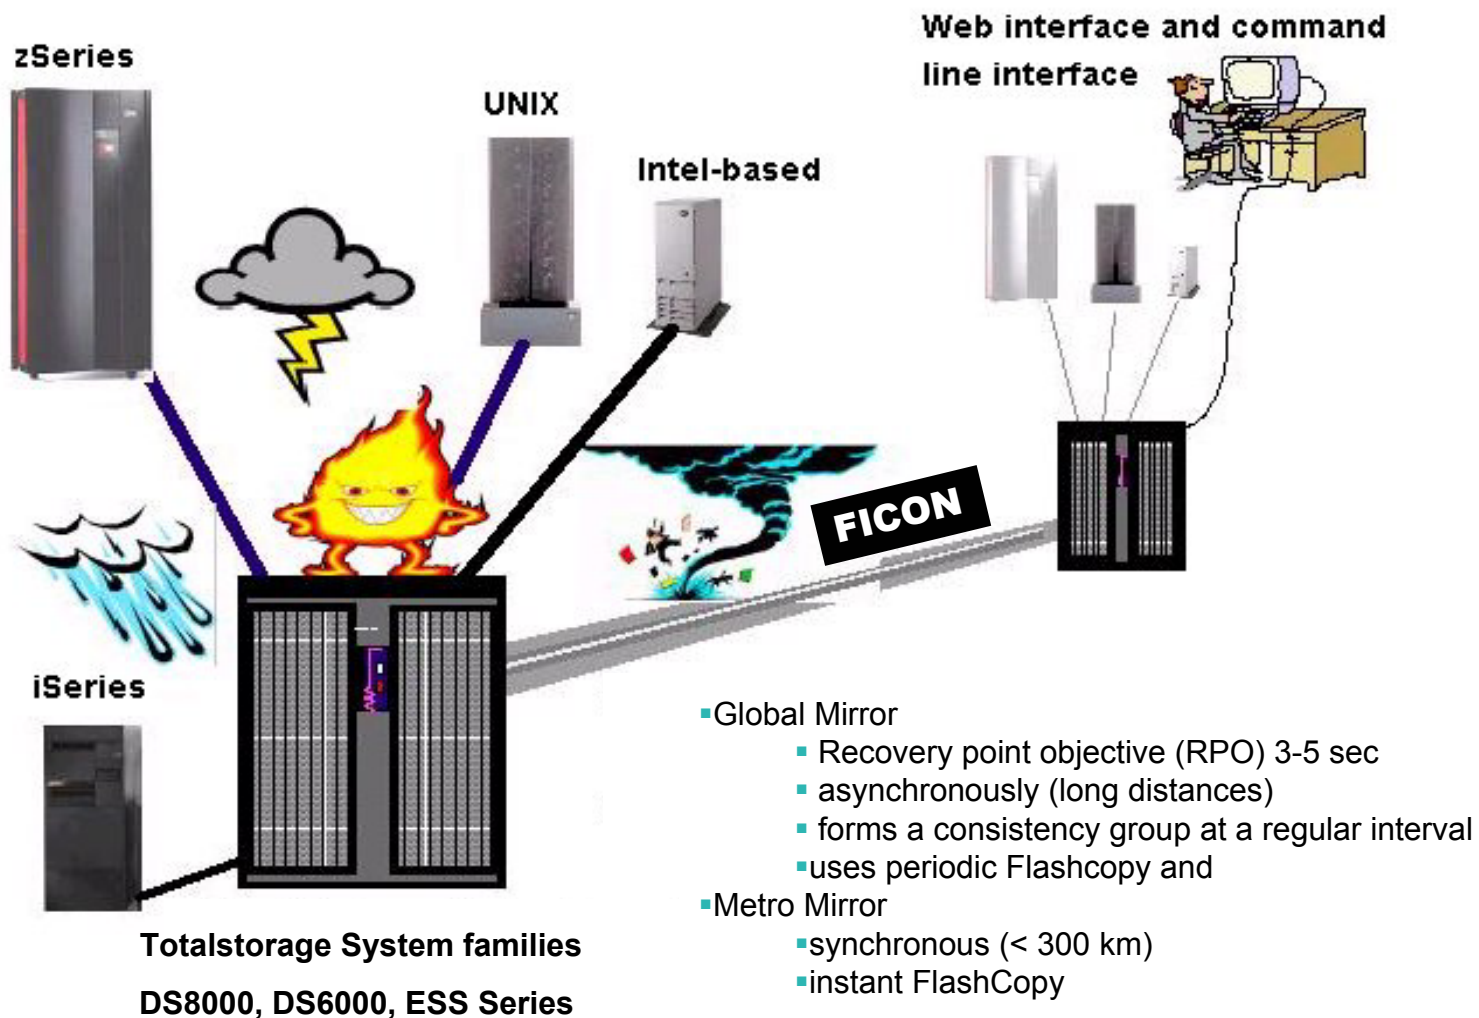 Web interface and command
line interface
zSeries
UNIX
Intel-based
FICON
iSeries
▪Global Mirror
▪ Recovery point objective (RPO) 3-5 sec
▪ asynchronously (long distances)
▪ forms a consistency group at a regular interval
▪uses periodic Flashcopy and
▪Metro Mirror
▪synchronous (< 300 km)
▪instant FlashCopy
Totalstorage System families
DS8000, DS6000, ESS Series